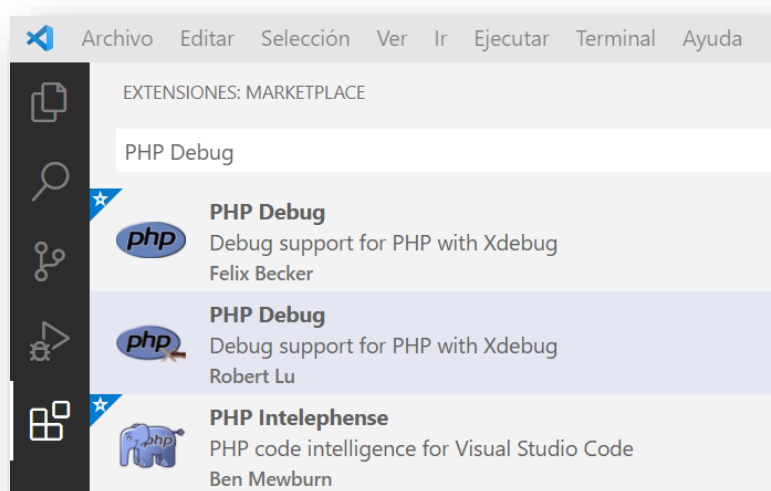 Archivo Editar Selección Ver Ir Ejecutar Terminal Ayuda
EXTENSIONES: MARKETPLACE
PHP Debug
php
PHP Debug
Debug support for PHP with Xdebug
Felix Becker
php
PHP Debug
Debug support for PHP with Xdebug
Robert Lu
php
PHP Intelephense
PHP code intelligence for Visual Studio Code
Ben Mewburn